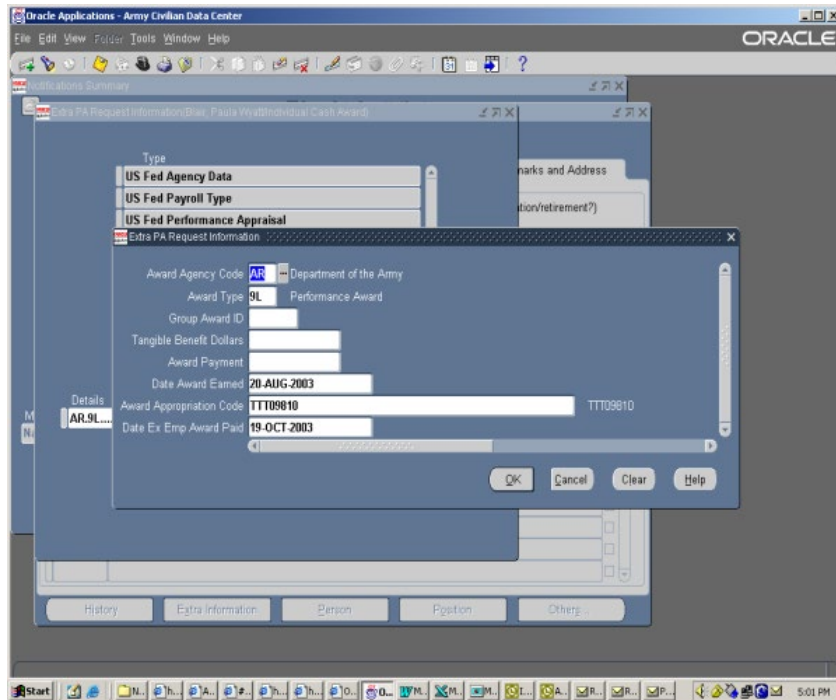 Oracle Applications - Army Civilian Data Center
File Edit View Folder Tools Window Help
ORACLE
Notifications Summary
Extra PA Request Information(Blair, Paula Wyatt/Individual Cash Award)
Type
US Fed Agency Data
US Fed Payroll Type
US Fed Performance Appraisal
marks and Address
tion/retirement?)
Extra PA Request Information
Award Agency Code AR Department of the Army
Award Type 9L Performance Award
Group Award ID
Tangible Benefit Dollars
Award Payment
Date Award Earned 20-AUG-2003
Details
Award Appropriation Code TTT09810 TTT09810
AR.9L....
Date Ex Emp Award Paid 19-OCT-2003
OK Cancel Clear Help
History Extra Information Person Position Others...
Start N.. h.. A.. #.. h.. h.. O.. O... M.. M.. M.. I... A.. R.. R.. P... 5:01 PM